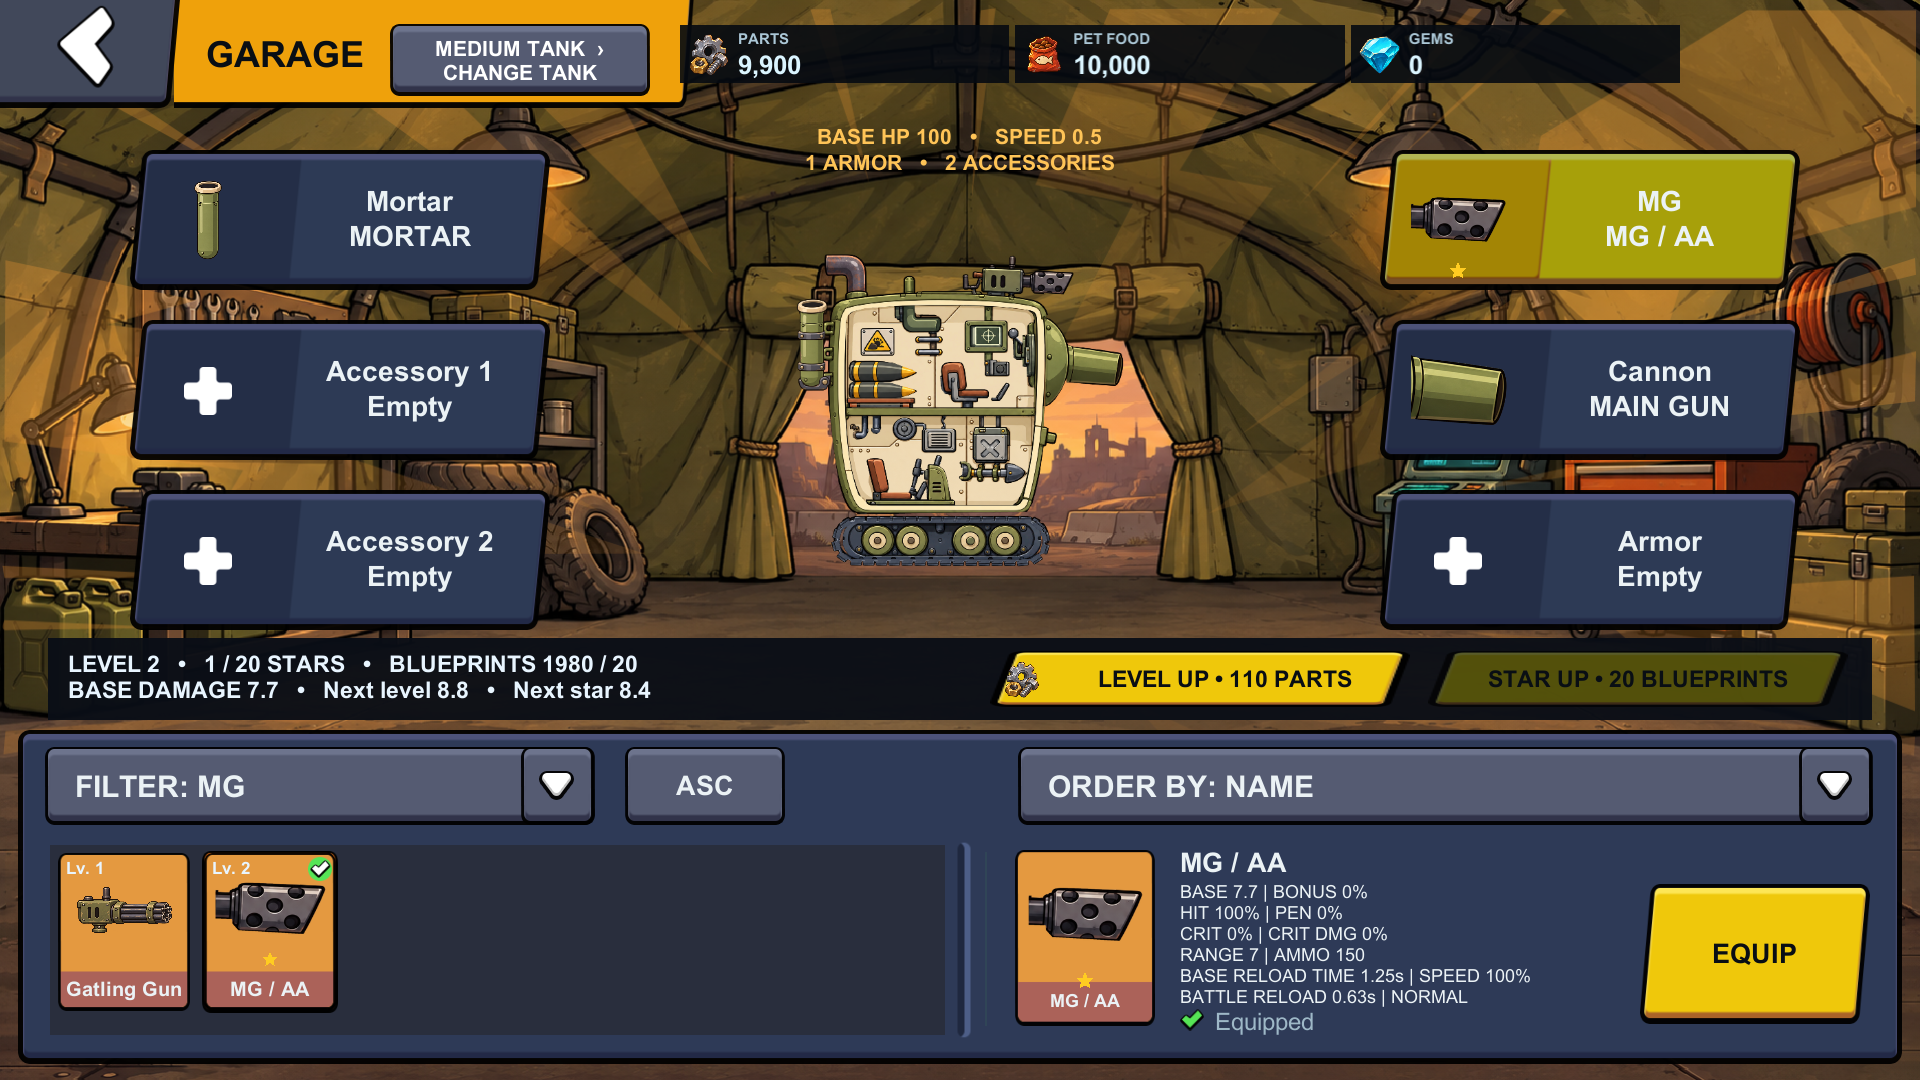 GARAGE
MEDIUM TANK ›
CHANGE TANK
PARTS
9,900
PET FOOD
10,000
GEMS
0
BASE HP 100 • SPEED 0.5
1 ARMOR • 2 ACCESSORIES
Mortar
MORTAR
MG
MG / AA
Accessory 1
Empty
Cannon
MAIN GUN
Accessory 2
Empty
Armor
Empty
LEVEL 2 • 1 / 20 STARS • BLUEPRINTS 1980 / 20
BASE DAMAGE 7.7 • Next level 8.8 • Next star 8.4
LEVEL UP • 110 PARTS
STAR UP • 20 BLUEPRINTS
FILTER: MG
ASC
ORDER BY: NAME
Lv. 1
Gatling Gun
Lv. 2
MG / AA
MG / AA
MG / AA
BASE 7.7 | BONUS 0%
HIT 100% | PEN 0%
CRIT 0% | CRIT DMG 0%
RANGE 7 | AMMO 150
BASE RELOAD TIME 1.25s | SPEED 100%
BATTLE RELOAD 0.63s | NORMAL
Equipped
EQUIP